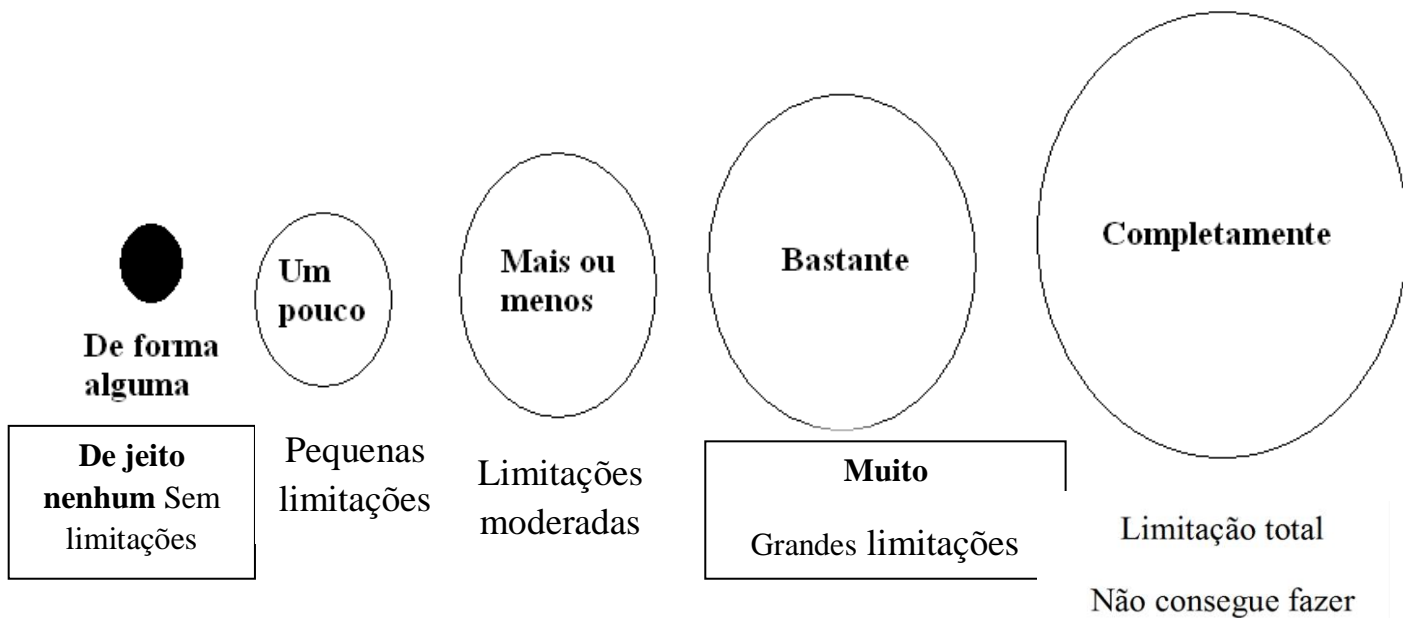 De forma
alguma
De jeito
nenhum Sem
limitações
Um
pouco
Pequenas
limitações
Mais ou
menos
Limitações
moderadas
Bastante
Muito
Grandes limitações
Completamente
Limitação total
Não consegue fazer